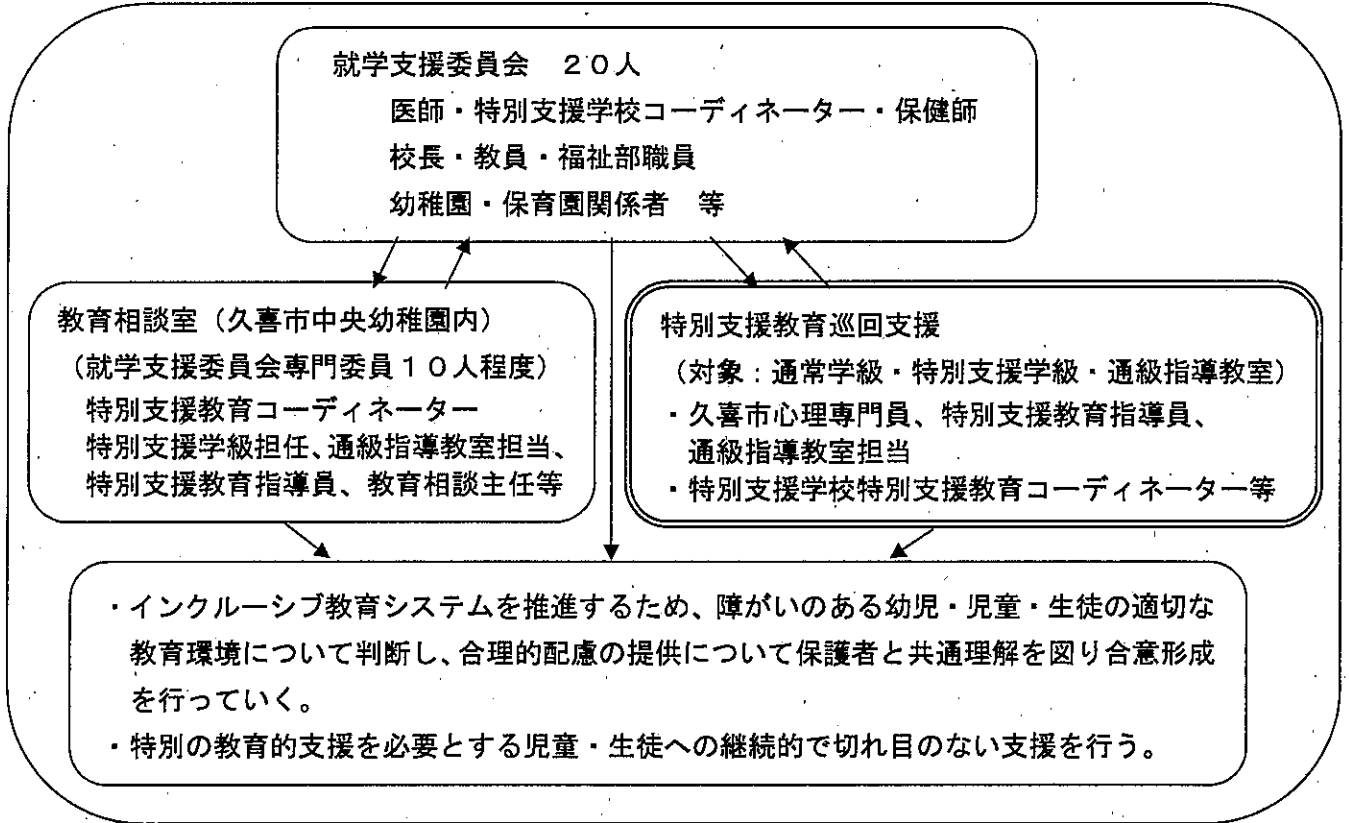 就学支援委員会 20人
医師・特別支援学校コーディネーター・保健師
校長・教員・福祉部職員
幼稚園・保育園関係者 等
教育相談室（久喜市中央幼稚園内）
（就学支援委員会専門委員10人程度）
特別支援教育コーディネーター
特別支援学級担任、通級指導教室担当、
特別支援教育指導員、教育相談主任等
特別支援教育巡回支援
（対象：通常学級・特別支援学級・通級指導教室）
・久喜市心理専門員、特別支援教育指導員、
通級指導教室担当
・特別支援学校特別支援教育コーディネーター等
・インクルーシブ教育システムを推進するため、障がいのある幼児・児童・生徒の適切な
教育環境について判断し、合理的配慮の提供について保護者と共通理解を図り合意形成
を行っていく。
・特別の教育的支援を必要とする児童・生徒への継続的で切れ目のない支援を行う。